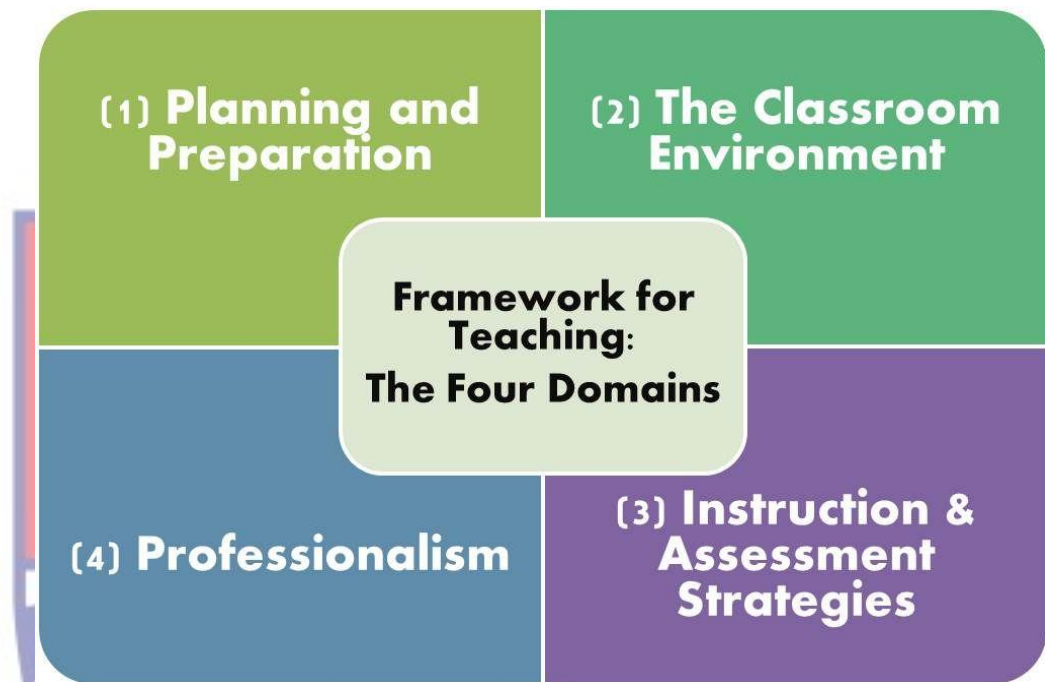 (1) Planning and
Preparation
(2) The Classroom
Environment
Framework for
Teaching:
The Four Domains
(4) Professionalism
(3) Instruction &
Assessment
Strategies